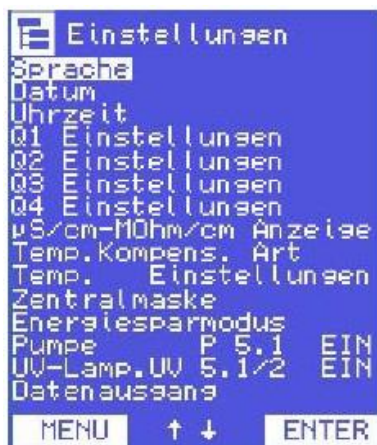 Einstellungen
Sprache
Datum
Uhrzeit
Q1 Einstellungen
Q2 Einstellungen
Q3 Einstellungen
Q4 Einstellungen
µS/cm-MOhm/cm Anzeige
Temp.Kompens. Art
Temp. Einstellungen
Zentralmaske
Energiesparmodus
Pumpe P 5.1 EIN
UV-Lamp.UV 5.1/2 EIN
Datenausgang
MENU ↑ ↓ ENTER